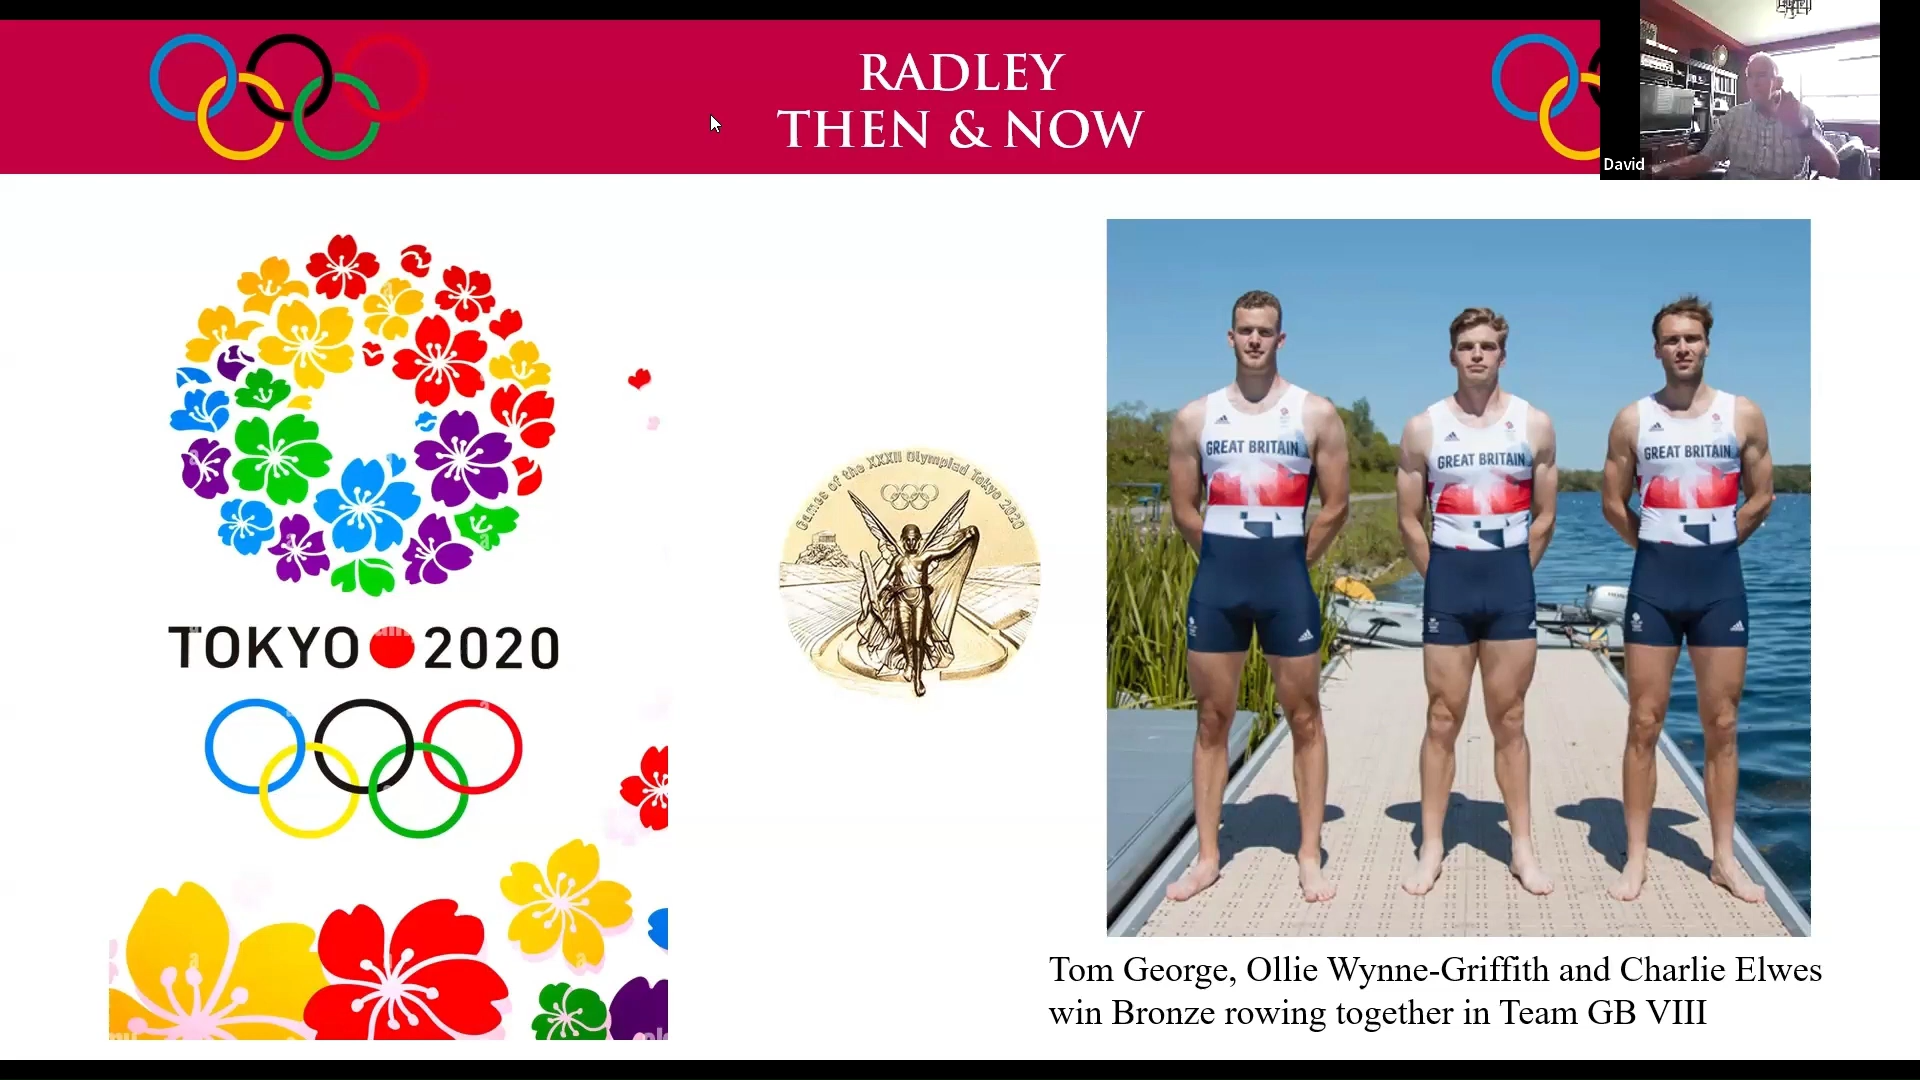 RADLEY
THEN & NOW
David
TOKYO 2020
Games of the XXXII Olympiad Tokyo 2020
GREAT BRITAIN
GREAT BRITAIN
GREAT BRITAIN
HONDA
Tom George, Ollie Wynne-Griffith and Charlie Elwes
win Bronze rowing together in Team GB VIII